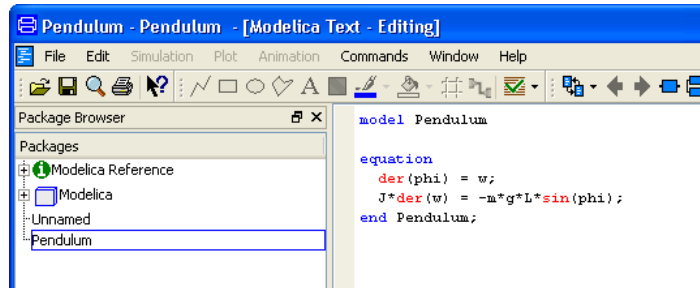 Pendulum - Pendulum - [Modelica Text - Editing]
File Edit Simulation Plot Animation Commands Window Help
A
Package Browser
Packages
Modelica Reference
Modelica
Unnamed
Pendulum
model Pendulum
equation
der(phi) = w;
J*der(w) = -m*g*L*sin(phi);
end Pendulum;